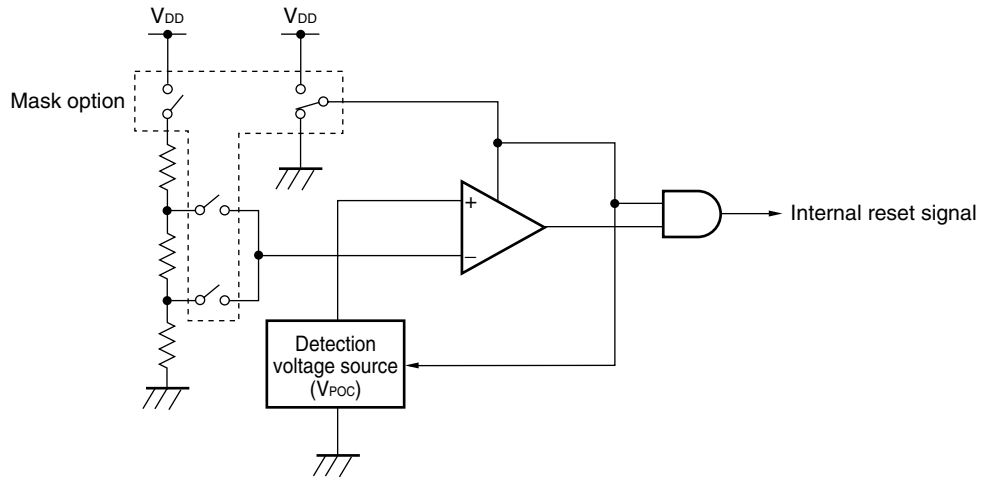 VDD
VDD
Mask option
+
−
Internal reset signal
Detection
voltage source
(VPOC)